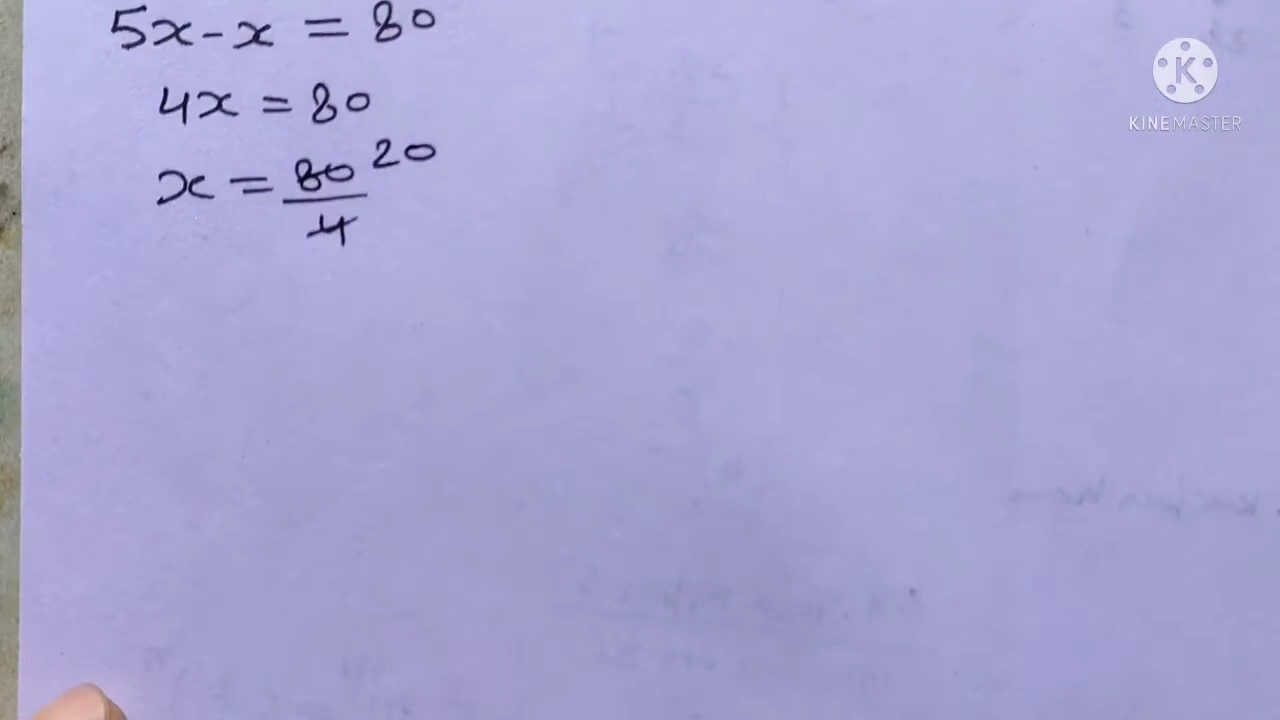 5x - x = 80
4x = 80
x = 80/4 20
K
KINEMASTER